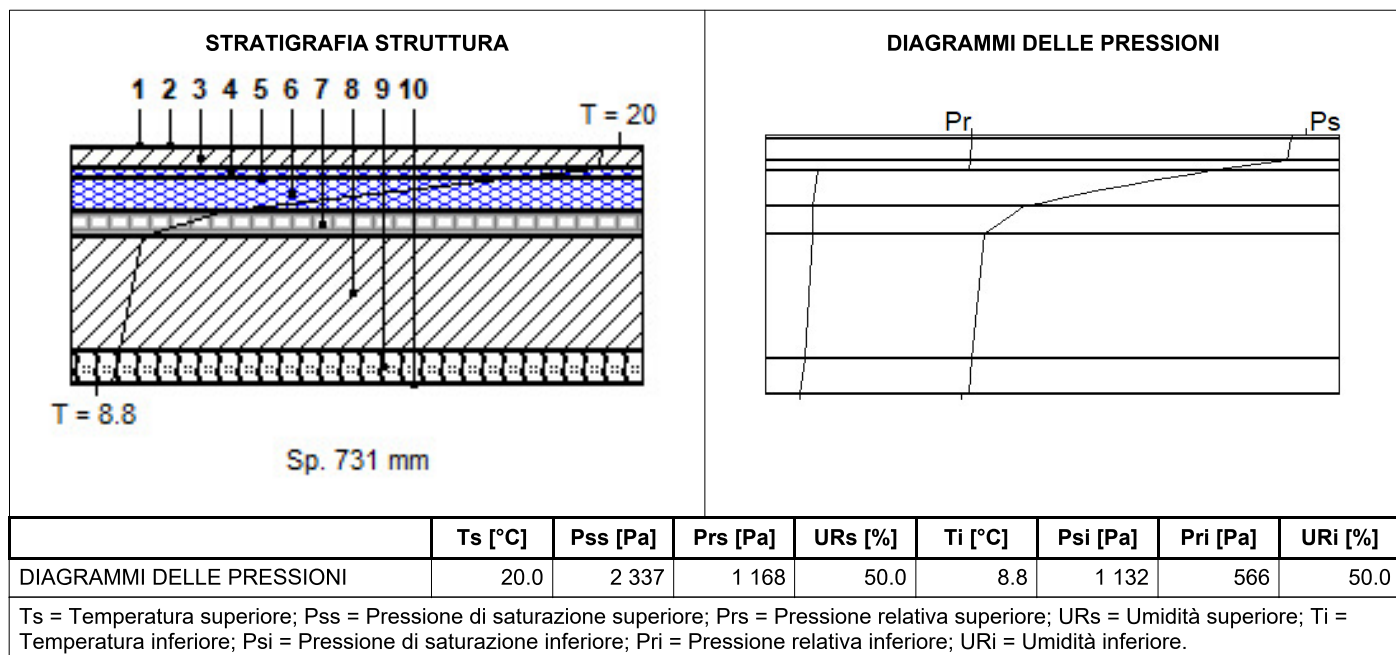 STRATIGRAFIA STRUTTURA
1 2 3 4 5 6 7 8 9 10
T = 20
T = 8.8
Sp. 731 mm
DIAGRAMMI DELLE PRESSIONI
Pr Ps
Ts [°C] Pss [Pa] Prs [Pa] URs [%] Ti [°C] Psi [Pa] Pri [Pa] URi [%]
DIAGRAMMI DELLE PRESSIONI 20.0 2 337 1 168 50.0 8.8 1 132 566 50.0
Ts = Temperatura superiore; Pss = Pressione di saturazione superiore; Prs = Pressione relativa superiore; URs = Umidità superiore; Ti =
Temperatura inferiore; Psi = Pressione di saturazione inferiore; Pri = Pressione relativa inferiore; URi = Umidità inferiore.